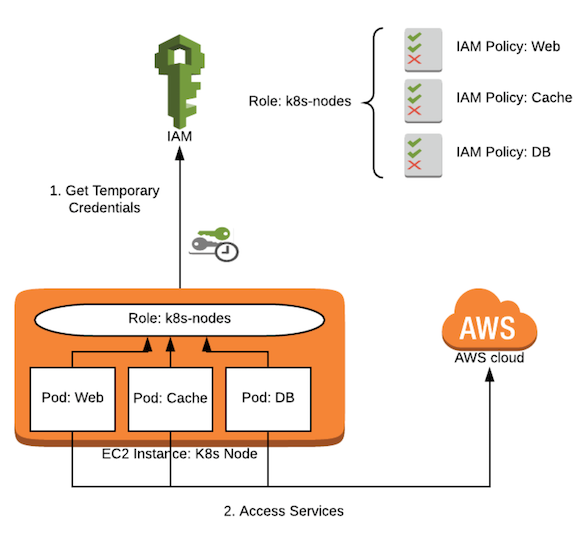 IAM
Role: k8s-nodes
IAM Policy: Web
IAM Policy: Cache
IAM Policy: DB
1. Get Temporary
Credentials
Role: k8s-nodes
Pod: Web
Pod: Cache
Pod: DB
EC2 Instance: K8s Node
AWS
AWS cloud
2. Access Services